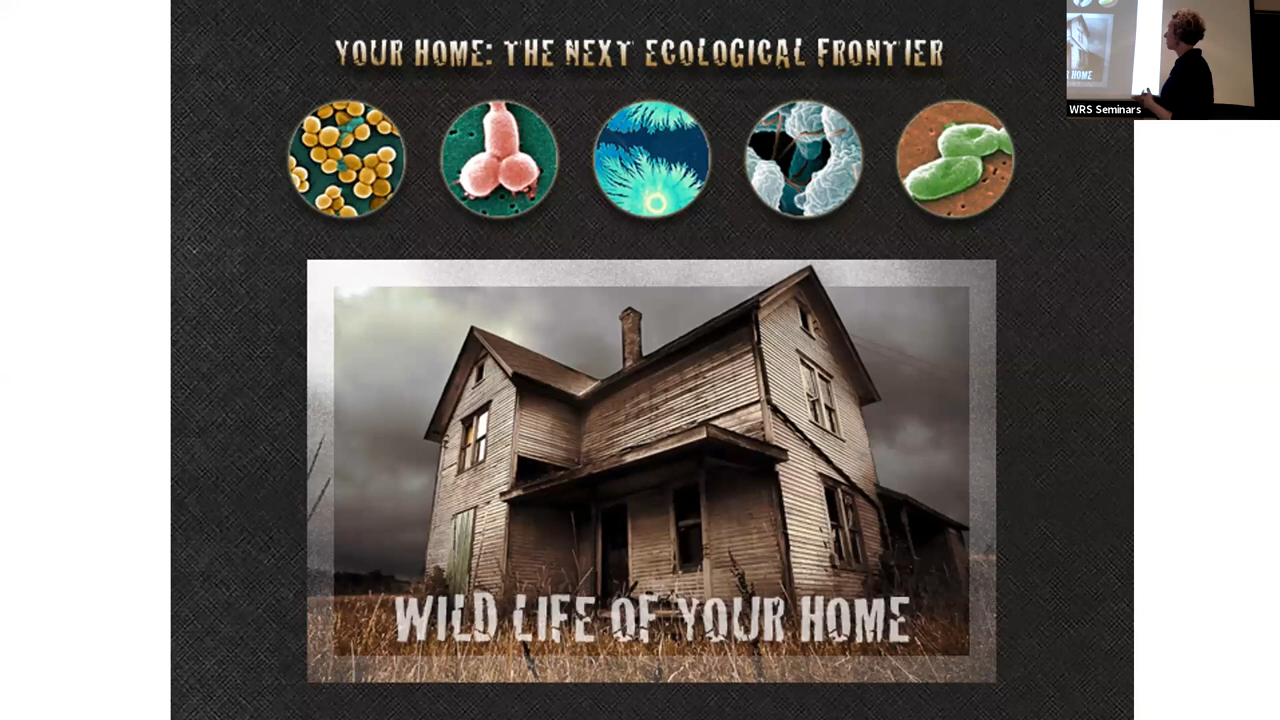 YOUR HOME: THE NEXT ECOLOGICAL FRONTIER
WRS Seminars
WILD LIFE OF YOUR HOME